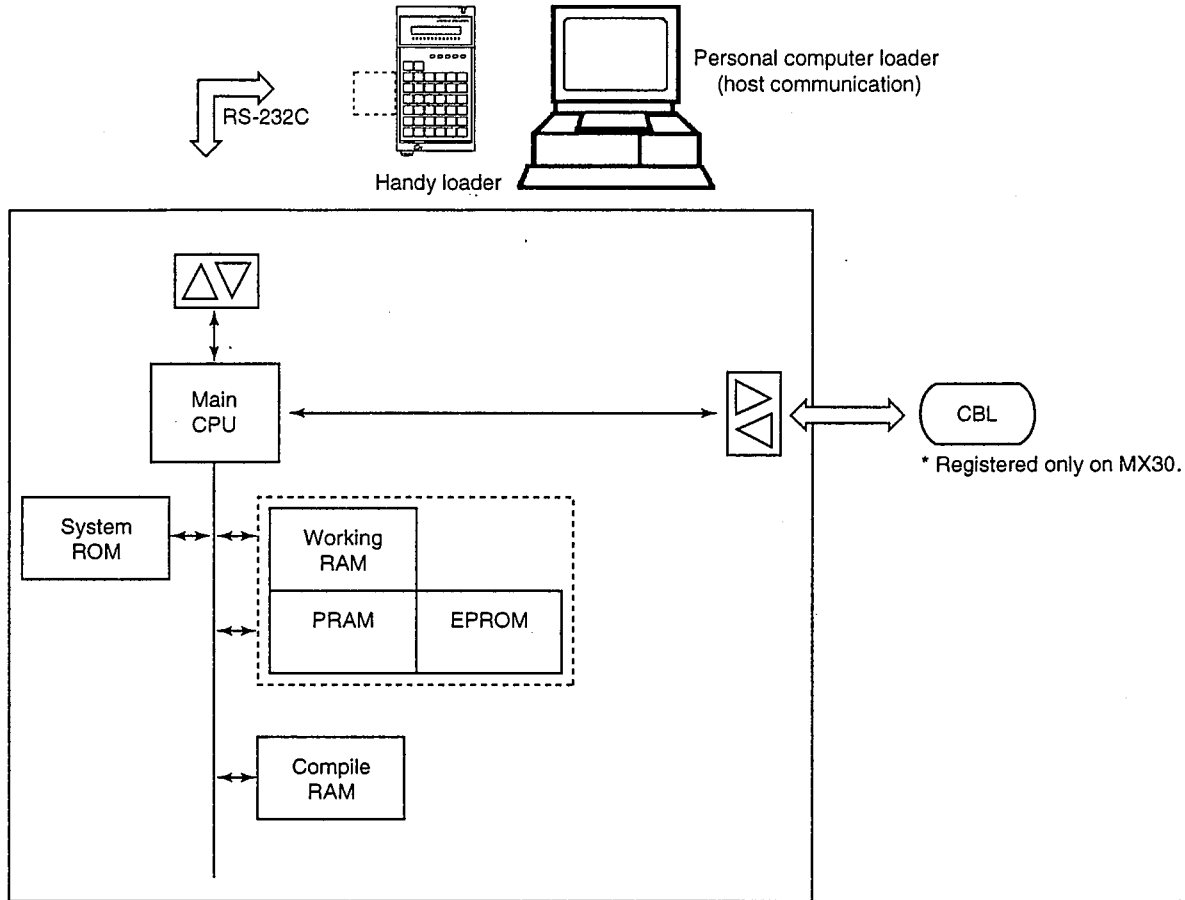 Personal computer loader
(host communication)
RS-232C
Handy loader
Main
CPU
CBL
* Registered only on MX30.
System
ROM
Working
RAM
PRAM
EPROM
Compile
RAM